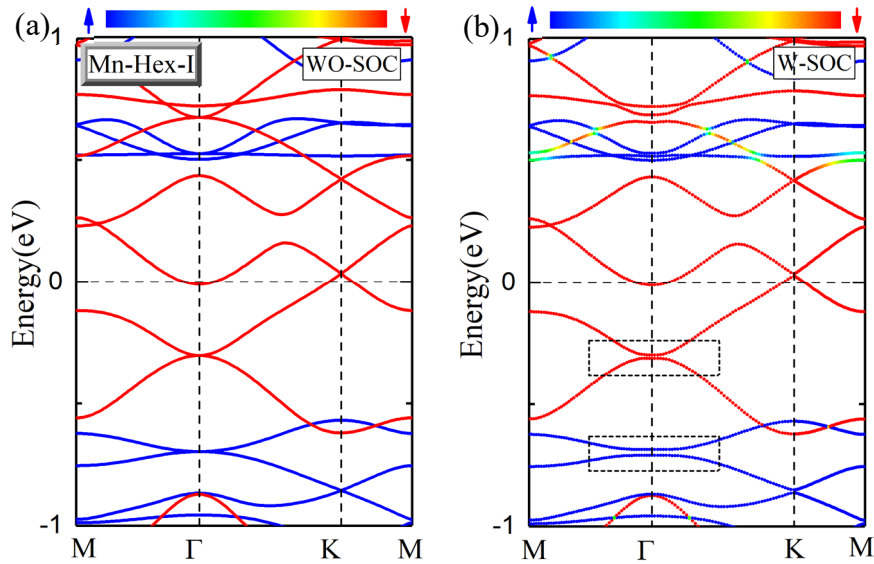 (a)
Mn-Hex-I
WO-SOC
Energy(eV)
1
0
-1
M Γ K M
(b)
W-SOC
Energy(eV)
1
0
-1
M Γ K M